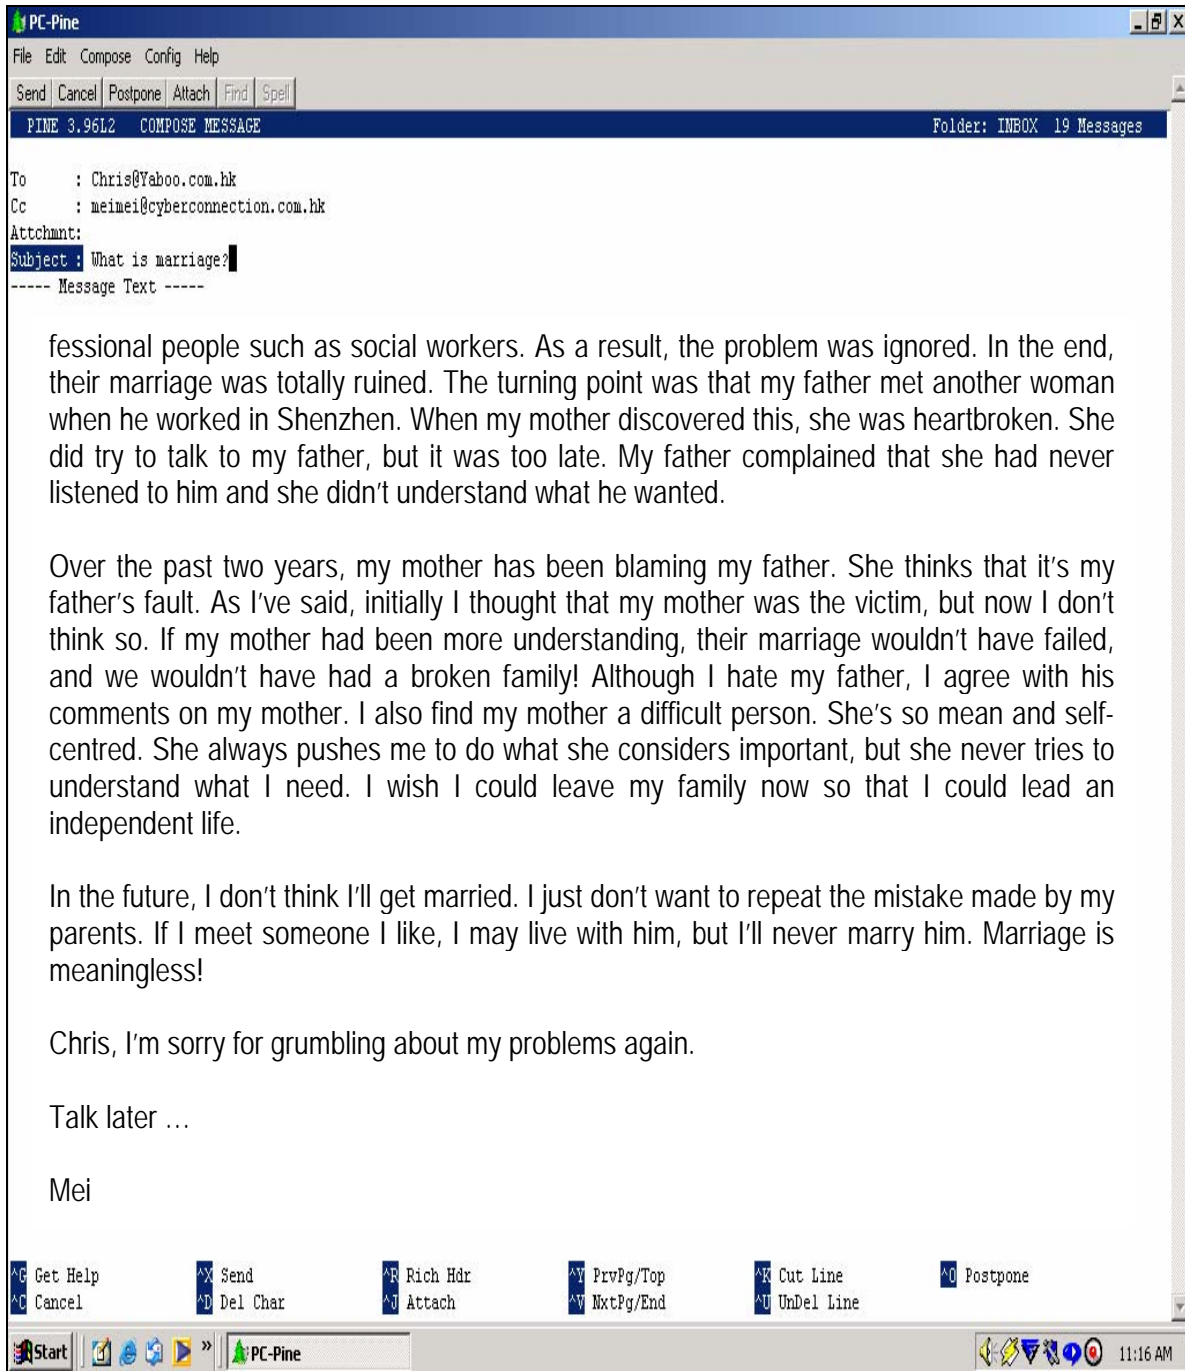 PC-Pine
File Edit Compose Config Help
Send Cancel Postpone Attach Find Spell
PINE 3.96L2 COMPOSE MESSAGE Folder: INBOX 19 Messages
To : Chris@Yaboo.com.hk
Cc : meimei@cyberconnection.com.hk
Attchmnt:
Subject : What is marriage?
----- Message Text -----
fessional people such as social workers. As a result, the problem was ignored. In the end,
their marriage was totally ruined. The turning point was that my father met another woman
when he worked in Shenzhen. When my mother discovered this, she was heartbroken. She
did try to talk to my father, but it was too late. My father complained that she had never
listened to him and she didn't understand what he wanted.
Over the past two years, my mother has been blaming my father. She thinks that it's my
father's fault. As I've said, initially I thought that my mother was the victim, but now I don't
think so. If my mother had been more understanding, their marriage wouldn't have failed,
and we wouldn't have had a broken family! Although I hate my father, I agree with his
comments on my mother. I also find my mother a difficult person. She's so mean and self-
centred. She always pushes me to do what she considers important, but she never tries to
understand what I need. I wish I could leave my family now so that I could lead an
independent life.
In the future, I don't think I'll get married. I just don't want to repeat the mistake made by my
parents. If I meet someone I like, I may live with him, but I'll never marry him. Marriage is
meaningless!
Chris, I'm sorry for grumbling about my problems again.
Talk later …
Mei
^G Get Help ^X Send ^R Rich Hdr ^Y PrvPg/Top ^K Cut Line ^O Postpone
^C Cancel ^D Del Char ^J Attach ^V NxtPg/End ^U UnDel Line
Start » PC-Pine 11:16 AM